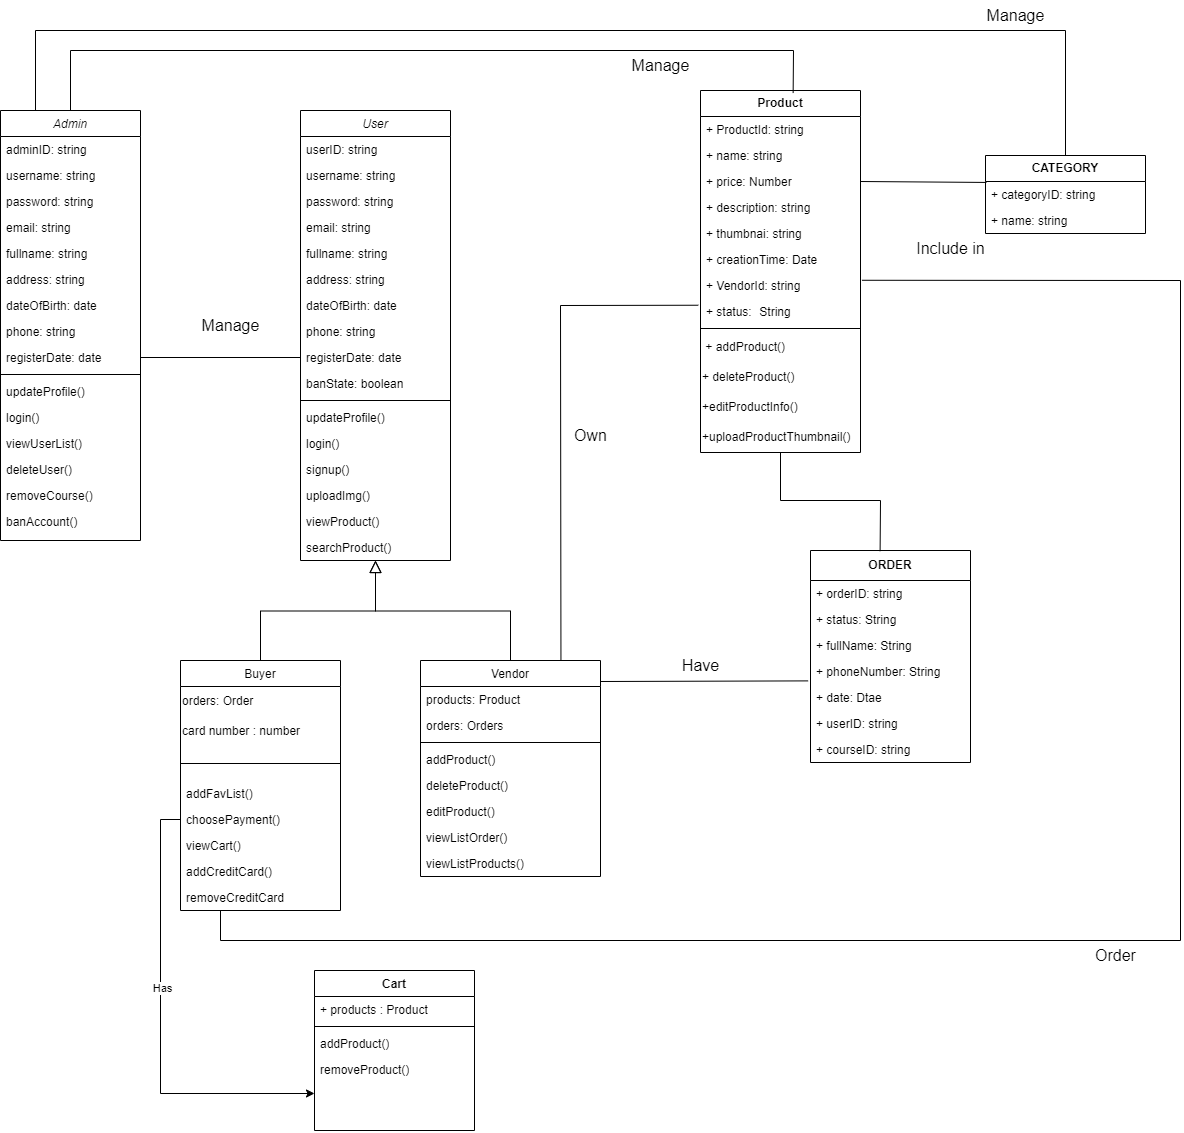 Manage
Manage
Admin
adminID: string
username: string
password: string
email: string
fullname: string
address: string
dateOfBirth: date
phone: string
registerDate: date
updateProfile()
login()
viewUserList()
deleteUser()
removeCourse()
banAccount()
Manage
User
userID: string
username: string
password: string
email: string
fullname: string
address: string
dateOfBirth: date
phone: string
registerDate: date
banState: boolean
updateProfile()
login()
signup()
uploadImg()
viewProduct()
searchProduct()
Product
+ ProductId: string
+ name: string
+ price: Number
+ description: string
+ thumbnai: string
+ creationTime: Date
+ VendorId: string
+ status: String
+ addProduct()
+ deleteProduct()
+editProductInfo()
+uploadProductThumbnail()
CATEGORY
+ categoryID: string
+ name: string
Include in
Own
ORDER
+ orderID: string
+ status: String
+ fullName: String
+ phoneNumber: String
+ date: Dtae
+ userID: string
+ courseID: string
Have
Buyer
orders: Order
card number : number
addFavList()
choosePayment()
viewCart()
addCreditCard()
removeCreditCard
Vendor
products: Product
orders: Orders
addProduct()
deleteProduct()
editProduct()
viewListOrder()
viewListProducts()
Order
Has
Cart
+ products : Product
addProduct()
removeProduct()